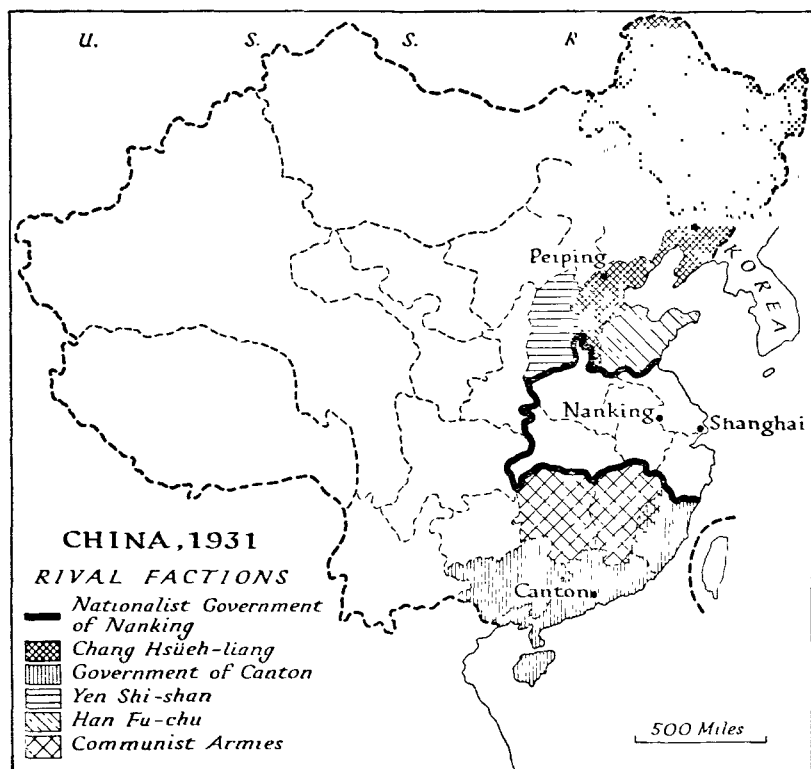 U. S. S. R
KOREA
Peiping
Nanking
Shanghai
Canton
CHINA, 1931
RIVAL FACTIONS
Nationalist Government
of Nanking
Chang Hsüeh-liang
Government of Canton
Yen Shi-shan
Han Fu-chu
Communist Armies
500 Miles